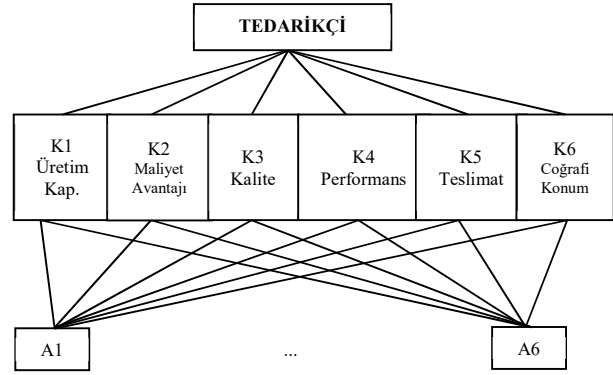 TEDARİKÇİ
K1
Üretim
Kap.
K2
Maliyet
Avantajı
K3
Kalite
K4
Performans
K5
Teslimat
K6
Coğrafi
Konum
A1
...
A6